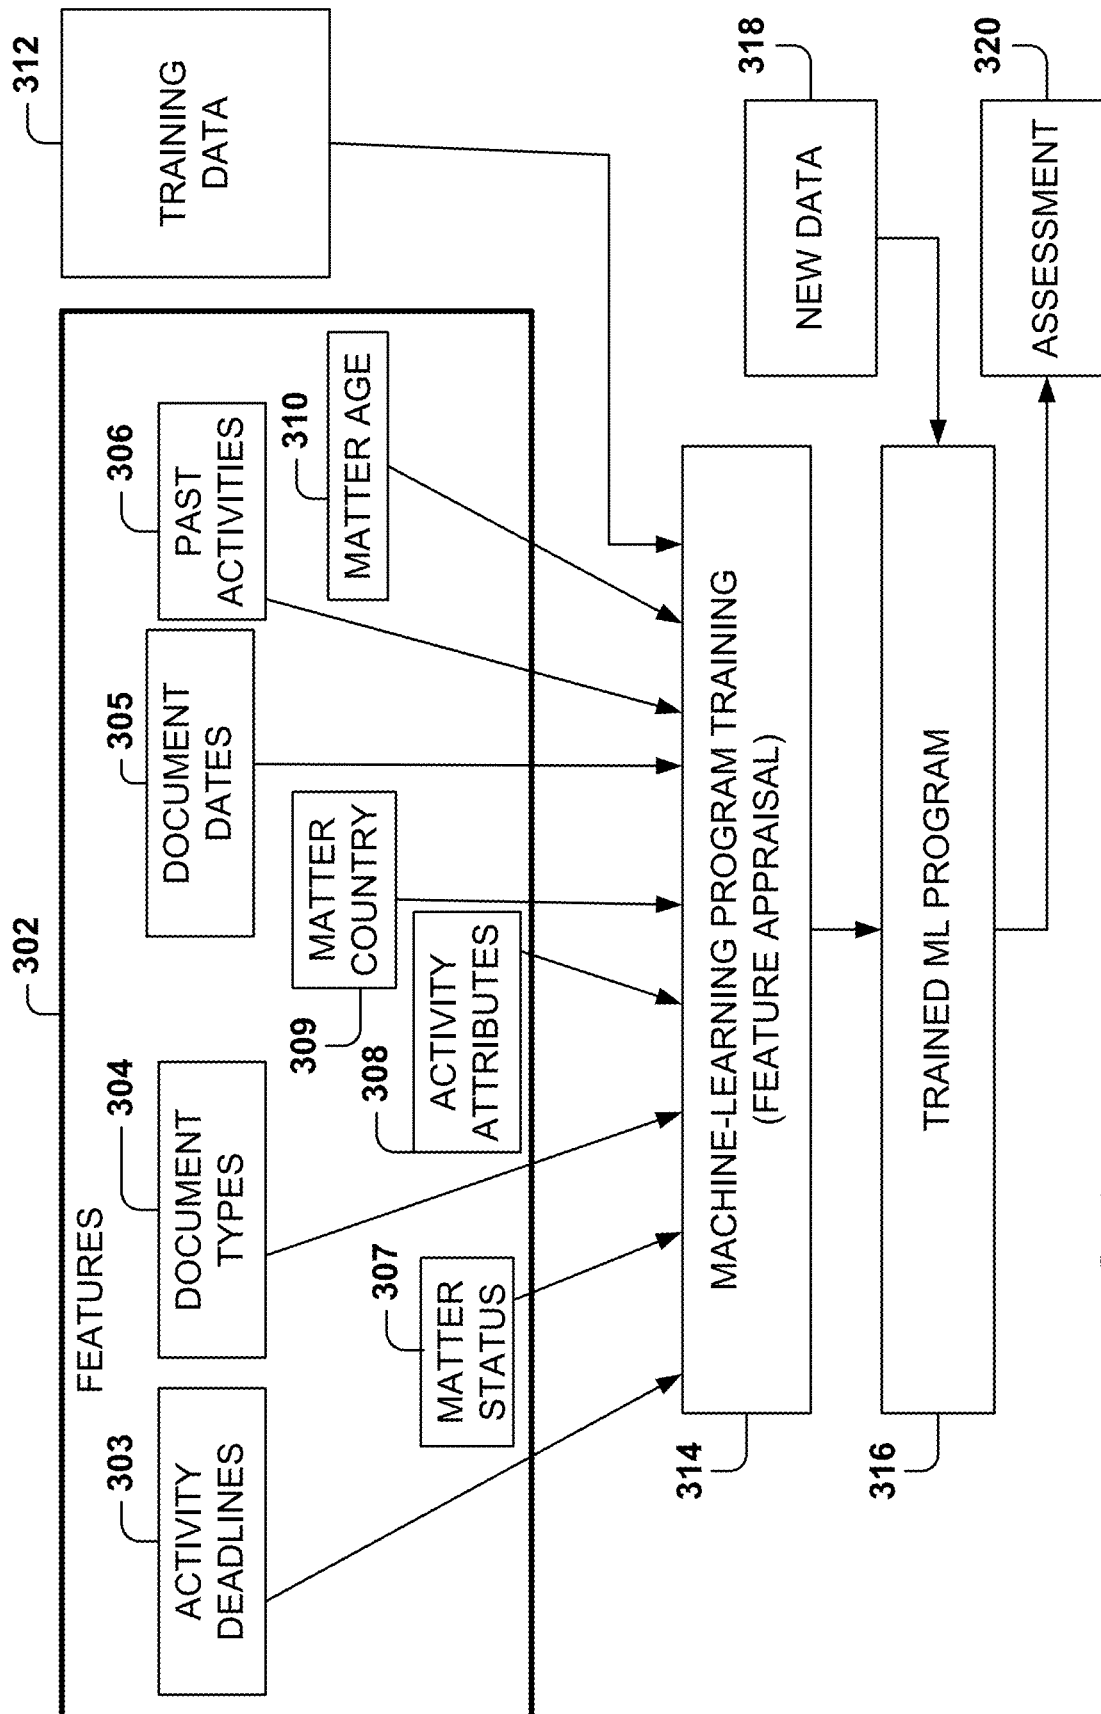 302
312
FEATURES
303
ACTIVITY
DEADLINES
304
DOCUMENT
TYPES
305
DOCUMENT
DATES
306
PAST
ACTIVITIES
TRAINING
DATA
307
MATTER
STATUS
308
ACTIVITY
ATTRIBUTES
MATTER
COUNTRY
309
310
MATTER AGE
314
MACHINE-LEARNING PROGRAM TRAINING
(FEATURE APPRAISAL)
318
NEW DATA
316
TRAINED ML PROGRAM
320
ASSESSMENT